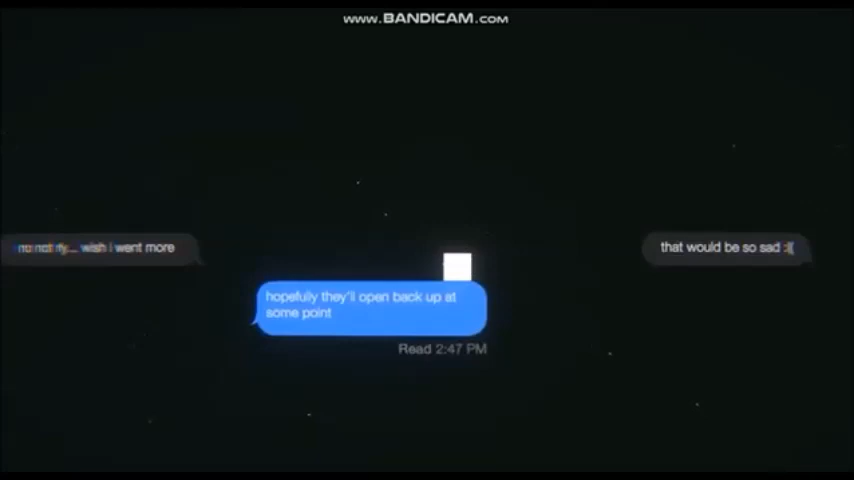 www.BANDICAM.com
wish i went more
that would be so sad :(
hopefully they'll open back up at
some point
Read 2:47 PM